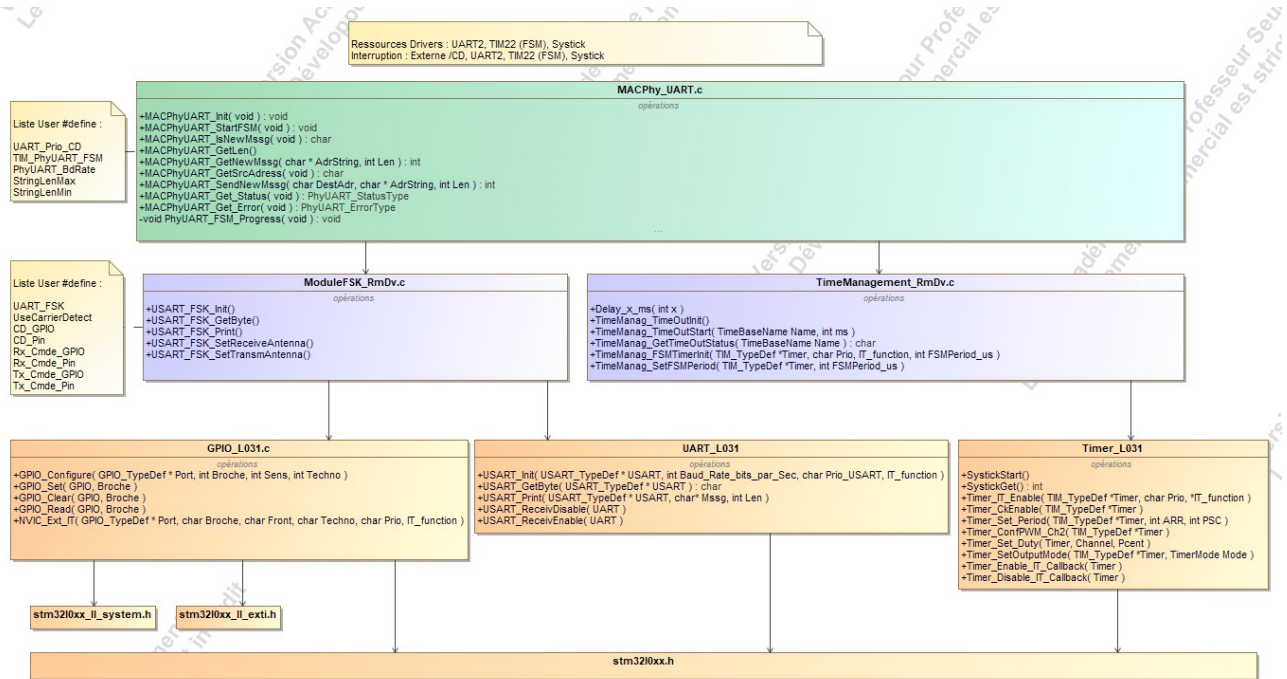 Ressources Drivers : UART2, TIM22 (FSM), Systick
Interruption : Externe /CD, UART2, TIM22 (FSM), Systick
MACPhy_UART.c
opérations
+MACPhyUART_Init( void ) : void
+MACPhyUART_StartFSM( void ) : void
+MACPhyUART_IsNewMssg( void ) : char
+MACPhyUART_GetLen()
+MACPhyUART_GetNewMssg( char * AdrString, int Len ) : int
+MACPhyUART_GetSrcAdress( void ) : char
+MACPhyUART_SendNewMssg( char DestAdr, char * AdrString, int Len ) : int
+MACPhyUART_Get_Status( void ) : PhyUART_StatusType
+MACPhyUART_Get_Error( void ) : PhyUART_ErrorType
-void PhyUART_FSM_Progress( void ) : void
...
Liste User #define :
UART_Prio_CD
TIM_PhyUART_FSM
PhyUART_BdRate
StringLenMax
StringLenMin
Liste User #define :
UART_FSK
UseCarrierDetect
CD_GPIO
CD_Pin
Rx_Cmde_GPIO
Rx_Cmde_Pin
Tx_Cmde_GPIO
Tx_Cmde_Pin
ModuleFSK_RmDv.c
opérations
+USART_FSK_Init()
+USART_FSK_GetByte()
+USART_FSK_Print()
+USART_FSK_SetReceiveAntenna()
+USART_FSK_SetTransmAntenna()
TimeManagement_RmDv.c
opérations
+Delay_x_ms( int x )
+TimeManag_TimeOutInit()
+TimeManag_TimeOutStart( TimeBaseName Name, int ms )
+TimeManag_GetTimeOutStatus( TimeBaseName Name ) : char
+TimeManag_FSMTimerInit( TIM_TypeDef *Timer, char Prio, IT_function, int FSMPeriod_us )
+TimeManag_SetFSMPeriod( TIM_TypeDef *Timer, int FSMPeriod_us )
GPIO_L031.c
opérations
+GPIO_Configure( GPIO_TypeDef * Port, int Broche, int Sens, int Techno )
+GPIO_Set( GPIO, Broche )
+GPIO_Clear( GPIO, Broche )
+GPIO_Read( GPIO, Broche )
+NVIC_Ext_IT( GPIO_TypeDef * Port, char Broche, char Front, char Techno, char Prio, IT_function )
UART_L031
opérations
+USART_Init( USART_TypeDef * USART, int Baud_Rate_bits_par_Sec, char Prio_USART, IT_function )
+USART_GetByte( USART_TypeDef * USART ) : char
+USART_Print( USART_TypeDef * USART, char* Mssg, int Len )
+USART_ReceivDisable( UART )
+USART_ReceivEnable( UART )
Timer_L031
opérations
+SystickStart()
+SystickGet() : int
+Timer_IT_Enable( TIM_TypeDef *Timer, char Prio, *IT_function )
+Timer_CkEnable( TIM_TypeDef *Timer )
+Timer_Set_Period( TIM_TypeDef *Timer, int ARR, int PSC )
+Timer_ConfPWM_Ch2( TIM_TypeDef *Timer )
+Timer_Set_Duty( Timer, Channel, Pcent )
+Timer_SetOutputMode( TIM_TypeDef *Timer, TimerMode Mode )
+Timer_Enable_IT_Callback( Timer )
+Timer_Disable_IT_Callback( Timer )
stm32l0xx_ll_system.h
stm32l0xx_ll_exti.h
stm32l0xx.h